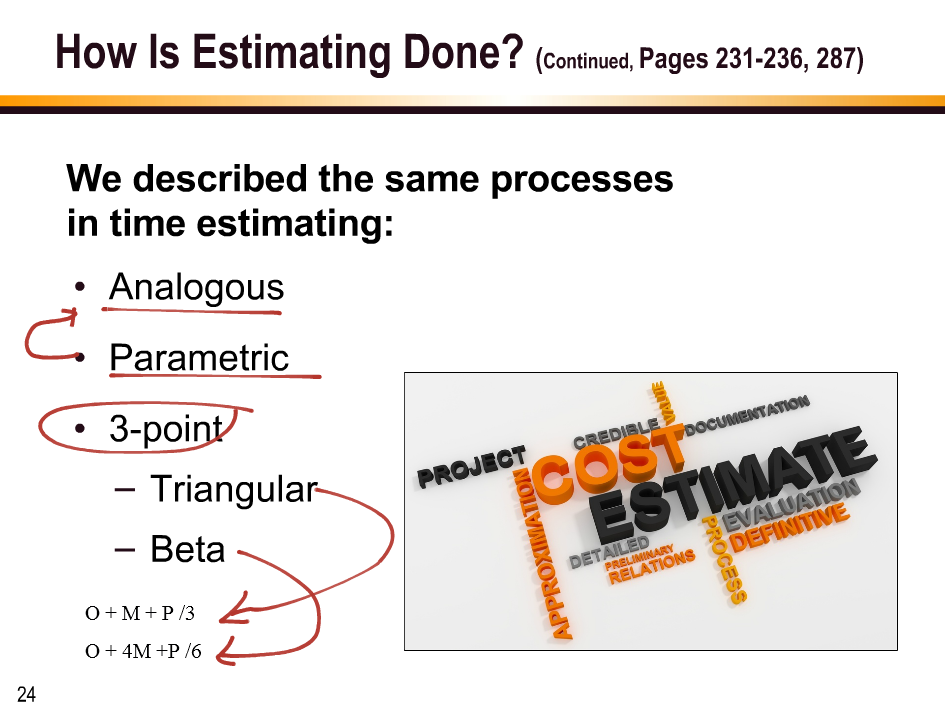 How Is Estimating Done? (Continued, Pages 231-236, 287)
We described the same processes
in time estimating:
• Analogous
• Parametric
• 3-point
– Triangular
– Beta
O + M + P /3
O + 4M +P /6
PROJECT
CREDIBLE
DOCUMENTATION
COST
ESTIMATE
APPROXIMATION
EVALUATION
DEFINITIVE
DETAILED
PRELIMINARY
RELATIONS
PROCESS
24